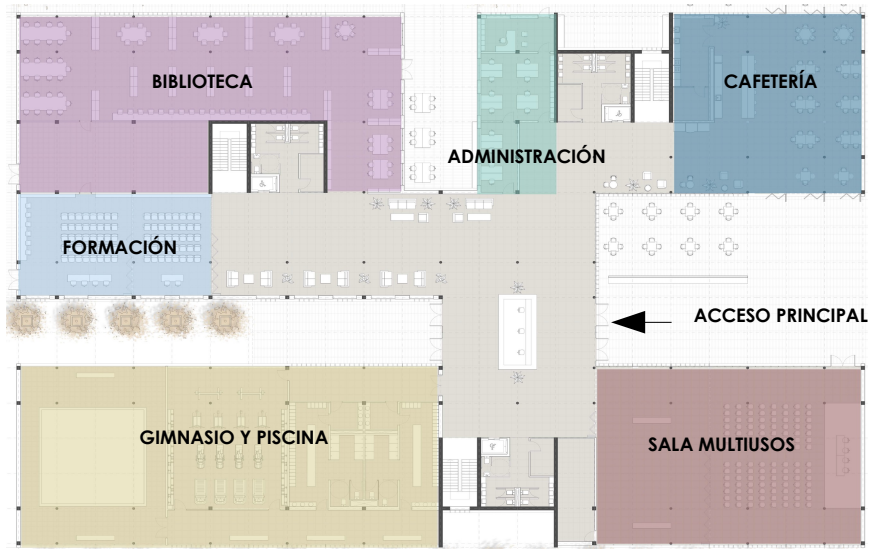 BIBLIOTECA
CAFETERÍA
ADMINISTRACIÓN
FORMACIÓN
ACCESO PRINCIPAL
GIMNASIO Y PISCINA
SALA MULTIUSOS